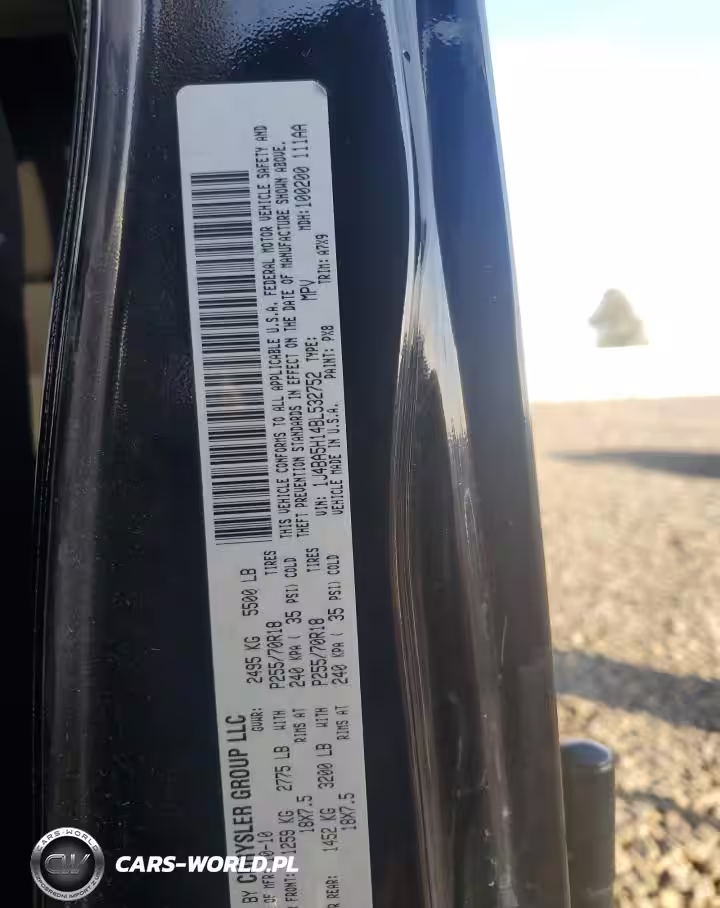 BY CHRYSLER GROUP LLC
OF MFR 0-10 GVWR: 2495 KG 5500 LB
FRONT: 1259 KG 2775 LB WITH P255/70R18 TIRES
18X7.5 RIMS AT 240 KPA ( 35 PSI) COLD
REAR: 1452 KG 3200 LB WITH P255/70R18 TIRES
18X7.5 RIMS AT 240 KPA ( 35 PSI) COLD
THIS VEHICLE CONFORMS TO ALL APPLICABLE U.S.A. FEDERAL MOTOR VEHICLE SAFETY AND
THEFT PREVENTION STANDARDS IN EFFECT ON THE DATE OF MANUFACTURE SHOWN ABOVE.
VIN: 1J4BA5H14BL532752 TYPE: MPV MDH: 100200 111AA
VEHICLE MADE IN U.S.A. PAINT: PX8 TRIM: A7X9
CARS-WORLD
CW
CARS-WORLD.PL